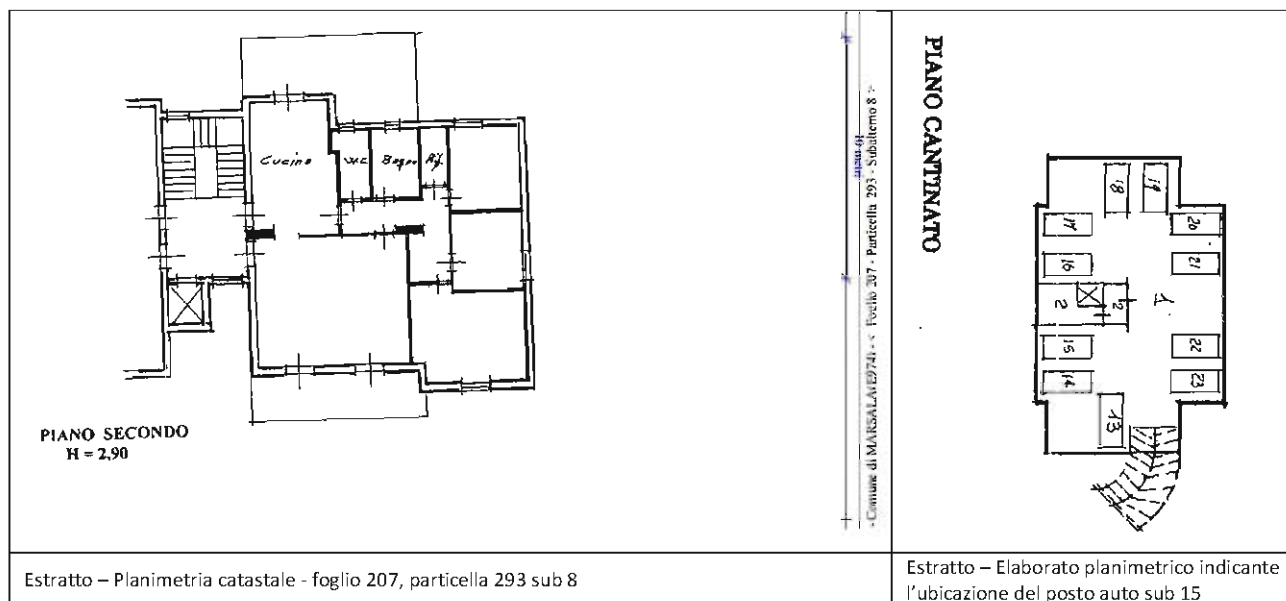 Cucina
W.C.
Bagno
Rip.
PIANO SECONDO
H = 2,90
- Comune di MARSALA(E974) - < Foglio 207 - Particella 293 - Subalterno 8 >
PIANO CANTINATO
18
19
17
20
16
21
2
2
1
15
22
14
23
13
Estratto – Planimetria catastale - foglio 207, particella 293 sub 8
Estratto – Elaborato planimetrico indicante
l'ubicazione del posto auto sub 15